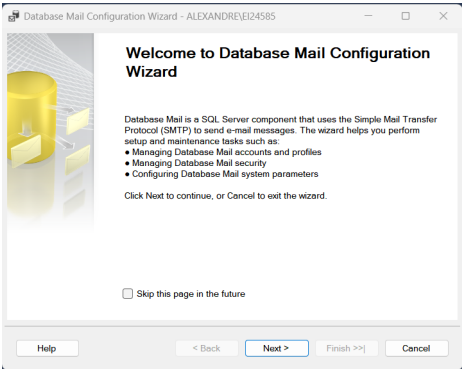 Database Mail Configuration Wizard - ALEXANDRE\EI24585
Welcome to Database Mail Configuration
Wizard
Database Mail is a SQL Server component that uses the Simple Mail Transfer
Protocol (SMTP) to send e-mail messages. The wizard helps you perform
setup and maintenance tasks such as:
● Managing Database Mail accounts and profiles
● Managing Database Mail security
● Configuring Database Mail system parameters
Click Next to continue, or Cancel to exit the wizard.
Skip this page in the future
Help < Back Next > Finish >>| Cancel